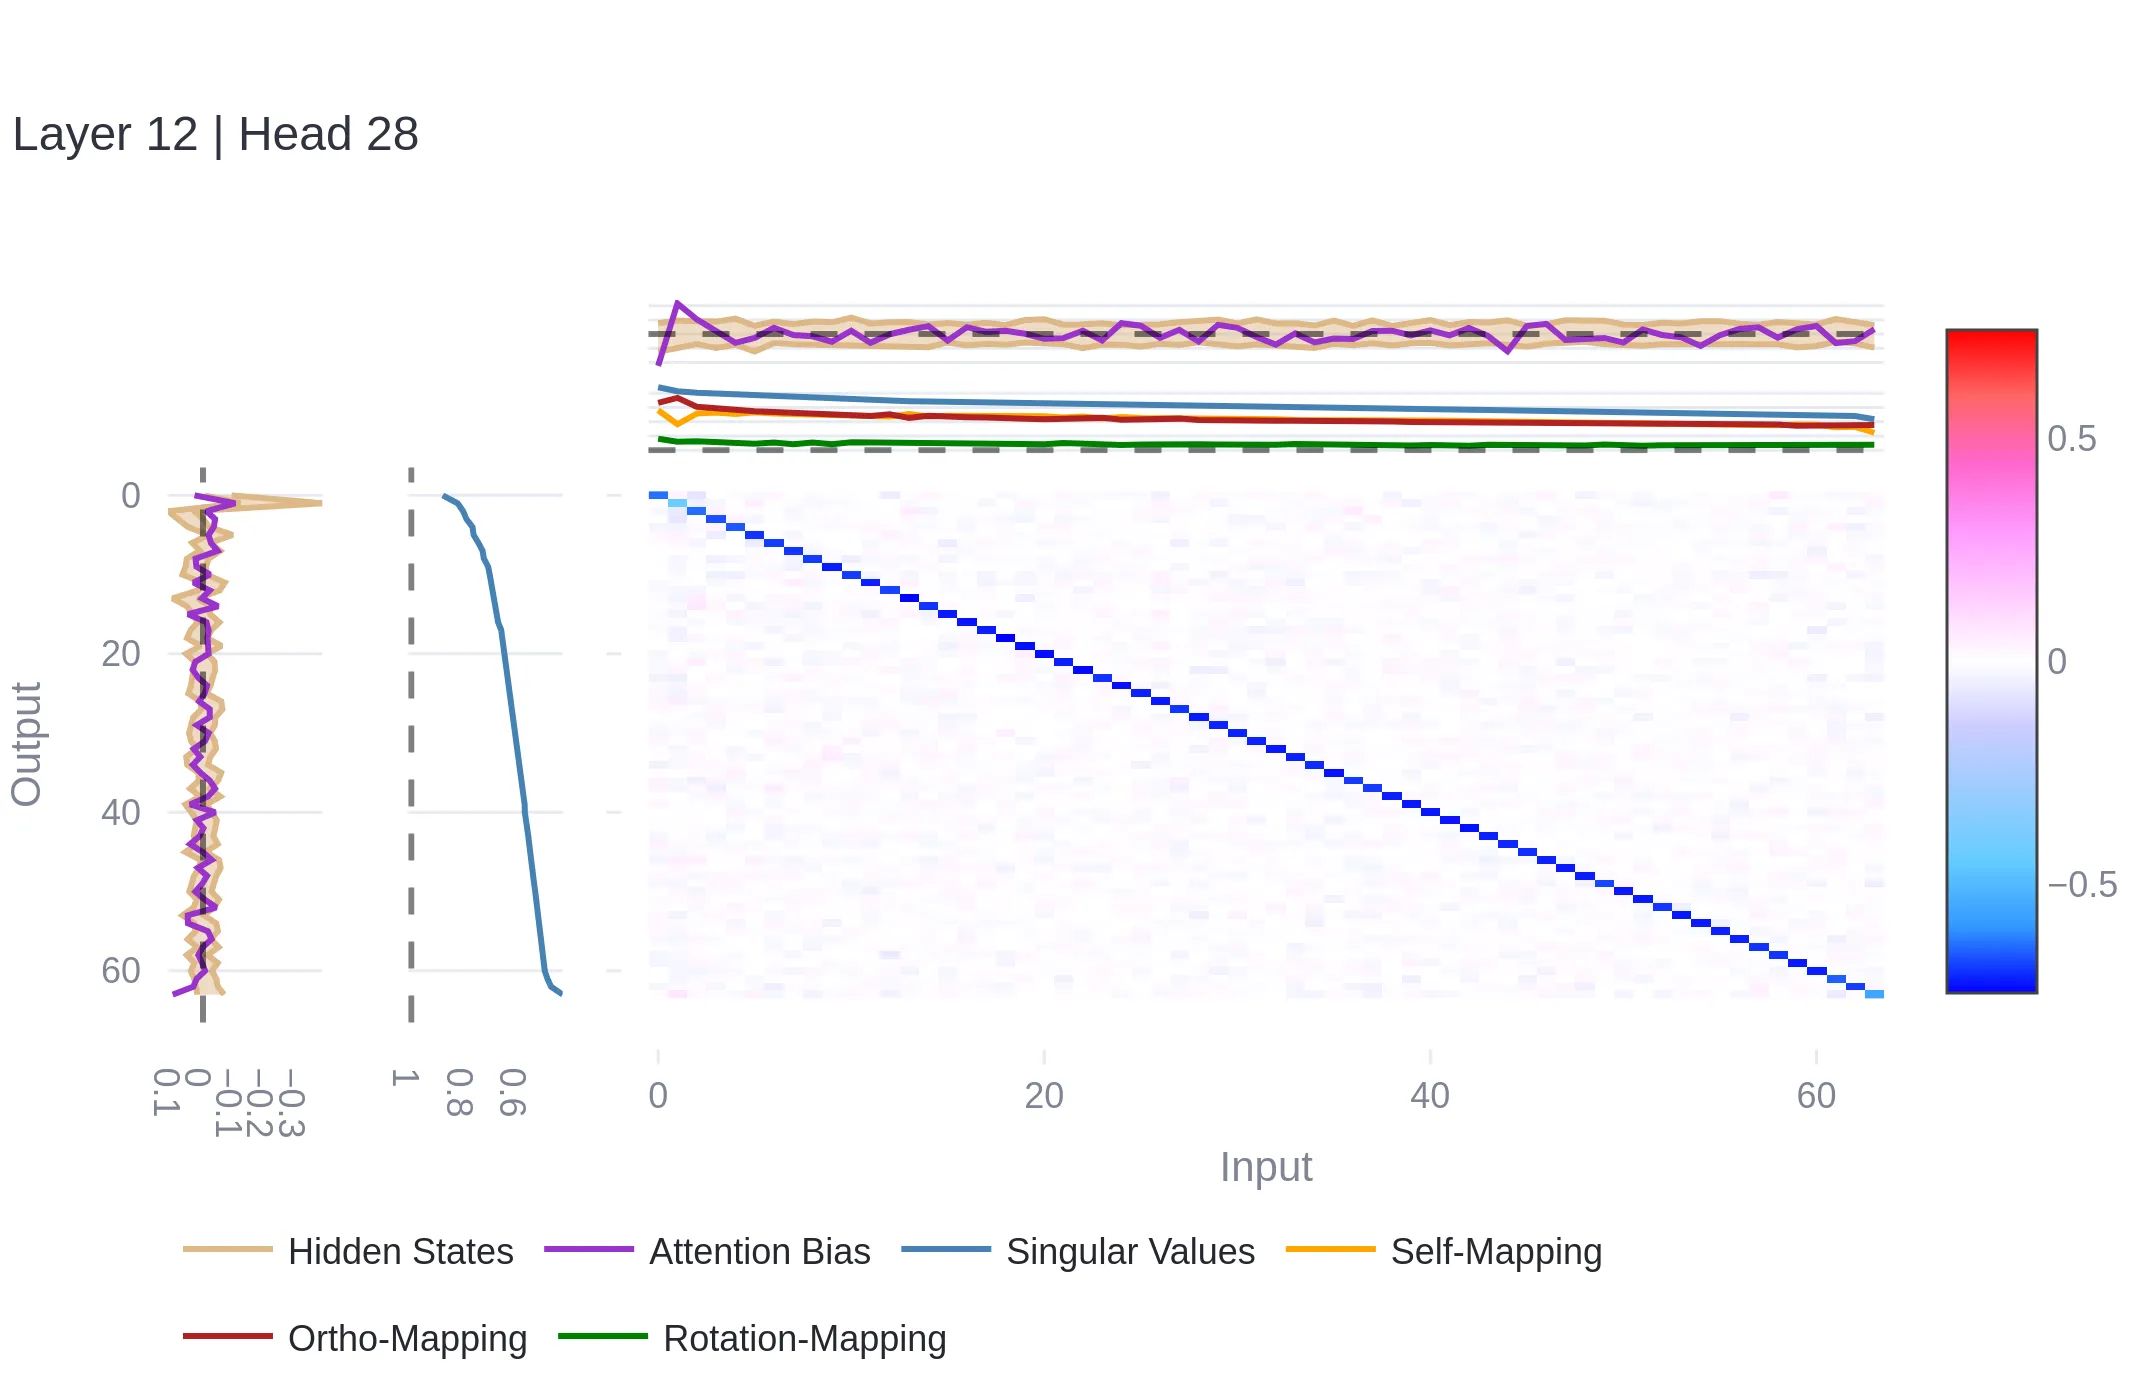 Layer 12 | Head 28
0.5
0
−0.5
0
20
40
60
Output
0.1
0
−0.1
−0.2
−0.3
1
0.8
0.6
0
20
40
60
Input
Hidden States
Attention Bias
Singular Values
Self-Mapping
Ortho-Mapping
Rotation-Mapping